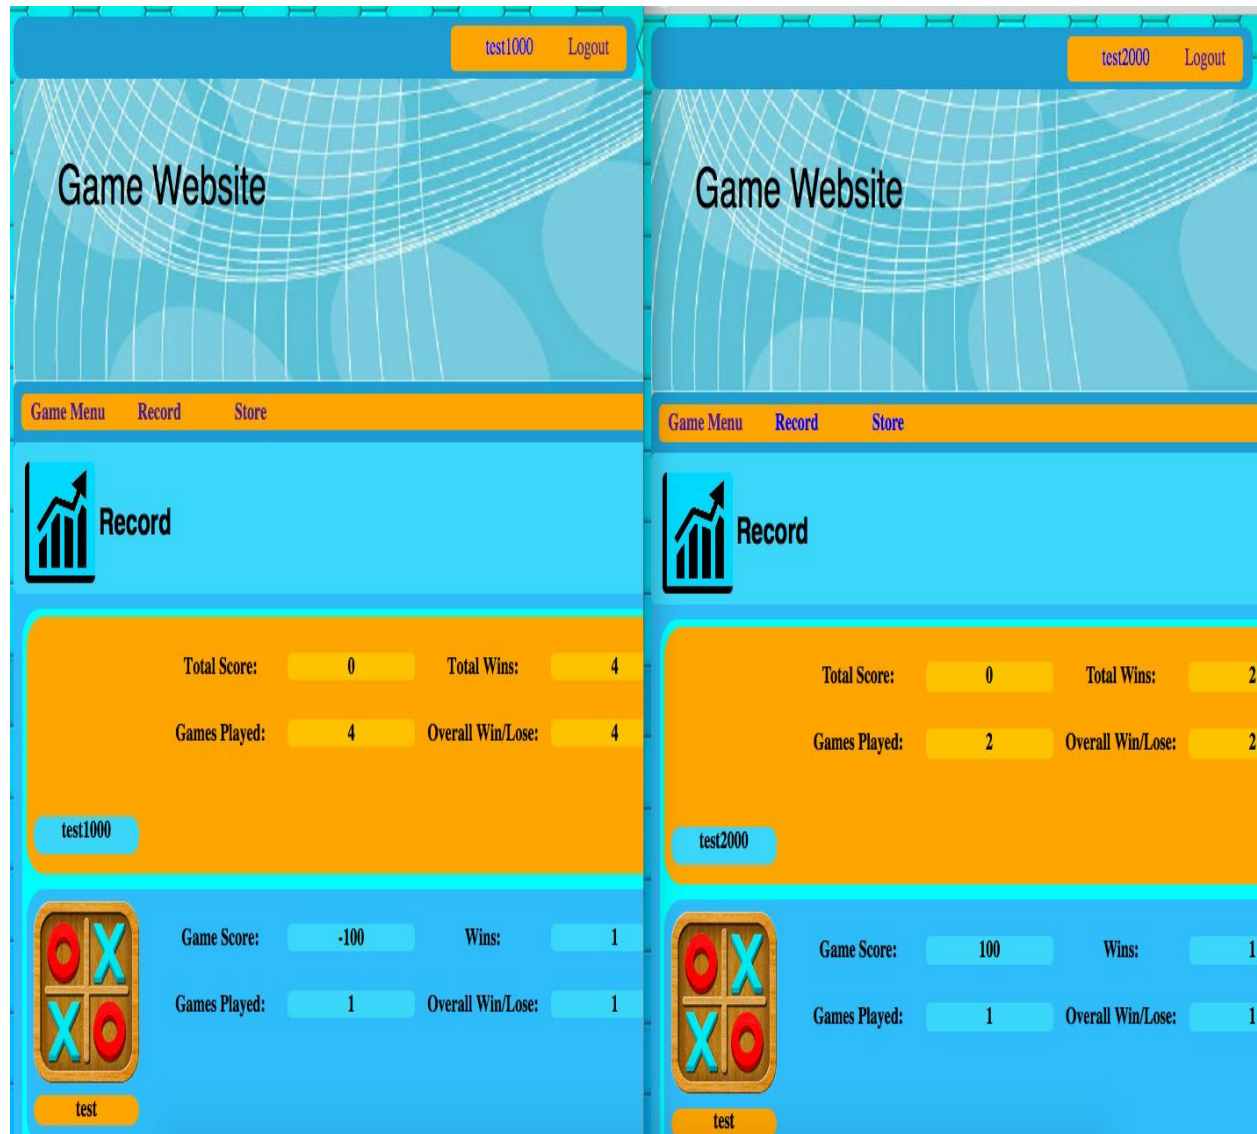 test1000 Logout
Game Website
Game Menu Record Store
Record
Total Score: 0 Total Wins: 4
Games Played: 4 Overall Win/Lose: 4
test1000
Game Score: -100 Wins: 1
Games Played: 1 Overall Win/Lose: 1
test
test2000 Logout
Game Website
Game Menu Record Store
Record
Total Score: 0 Total Wins: 2
Games Played: 2 Overall Win/Lose: 2
test2000
Game Score: 100 Wins: 1
Games Played: 1 Overall Win/Lose: 1
test